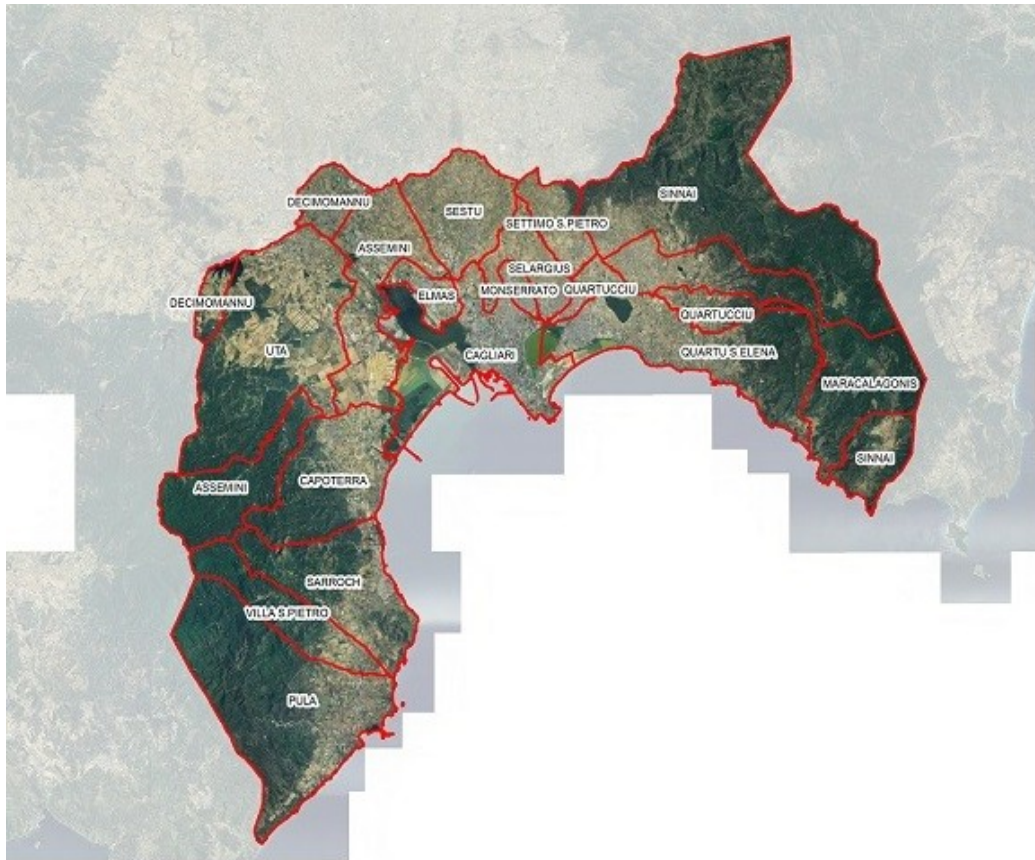 SINNAI
DECIMOMANNU
SESTU
SETTIMO S.PIETRO
ASSEMINI
SELARGIUS
ELMAS
MONSERRATO
QUARTUCCIU
DECIMOMANNU
QUARTUCCIU
UTA
CAGLIARI
QUARTU S.ELENA
MARACALAGONIS
SINNAI
ASSEMINI
CAPOTERRA
SARROCH
VILLA S.PIETRO
PULA